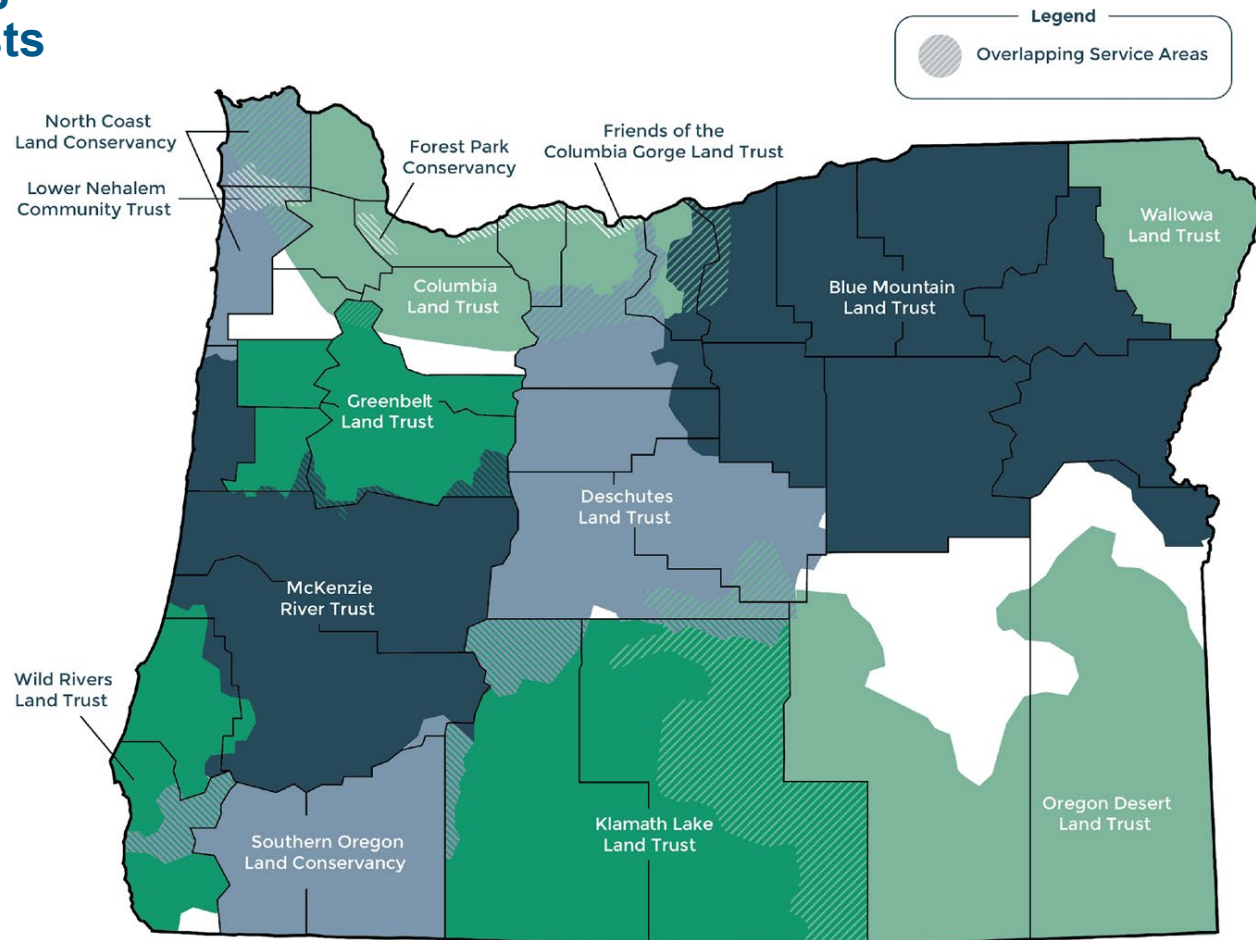 sts
Legend
Overlapping Service Areas
North Coast
Land Conservancy
Lower Nehalem
Community Trust
Forest Park
Conservancy
Friends of the
Columbia Gorge Land Trust
Wallowa
Land Trust
Columbia
Land Trust
Blue Mountain
Land Trust
Greenbelt
Land Trust
Deschutes
Land Trust
McKenzie
River Trust
Wild Rivers
Land Trust
Southern Oregon
Land Conservancy
Klamath Lake
Land Trust
Oregon Desert
Land Trust